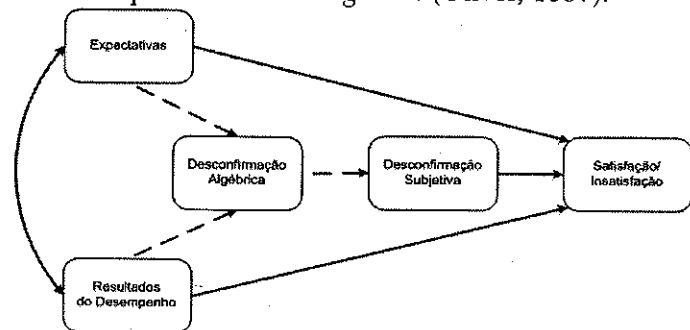 Expectativas
Desconfirmação
Algébrica
Desconfirmação
Subjetiva
Satisfação/
Insatisfação
Resultados
do Desempenho